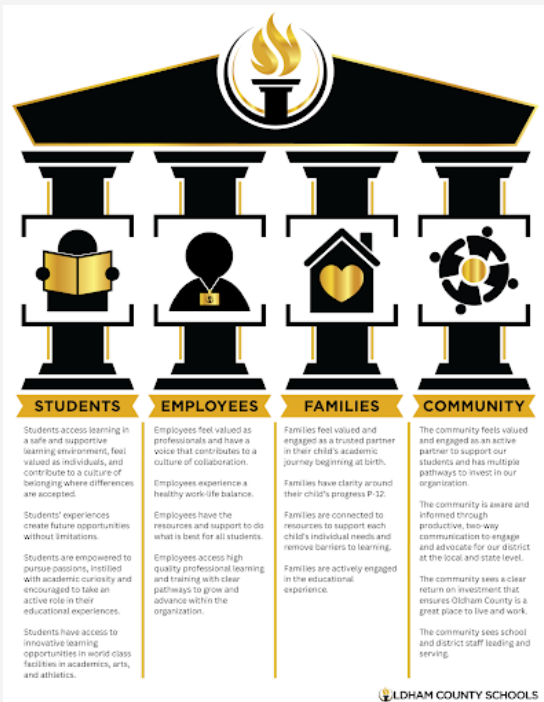 STUDENTS
Students access learning in
a safe and supportive
learning environment, feel
valued as individuals, and
contribute to a culture of
belonging where differences
are accepted.
Students' experiences
create future opportunities
without limitations.
Students are empowered to
pursue passions, instilled
with academic curiosity and
encouraged to take an
active role in their
educational experiences.
Students have access to
innovative learning
opportunities in world class
facilities in academics, arts,
and athletics.
EMPLOYEES
Employees feel valued as
professionals and have a
voice that contributes to a
culture of collaboration.
Employees experience a
healthy work-life balance.
Employees have the
resources and support to do
what is best for all students.
Employees access high
quality professional learning
and training with clear
pathways to grow and
advance within the
organization.
FAMILIES
Families feel valued and
engaged as a trusted partner
in their child's academic
journey beginning at birth.
Families have clarity around
their child's progress P-12.
Families are connected to
resources to support each
child's individual needs and
remove barriers to learning.
Families are actively engaged
in the educational
experience.
COMMUNITY
The community feels valued
and engaged as an active
partner to support our
students and has multiple
pathways to invest in our
organization.
The community is aware and
informed through
productive, two-way
communication to engage
and advocate for our district
at the local and state level.
The community sees a clear
return on investment that
ensures Oldham County is a
great place to live and work.
The community sees school
and district staff leading and
serving.
OLDHAM COUNTY SCHOOLS